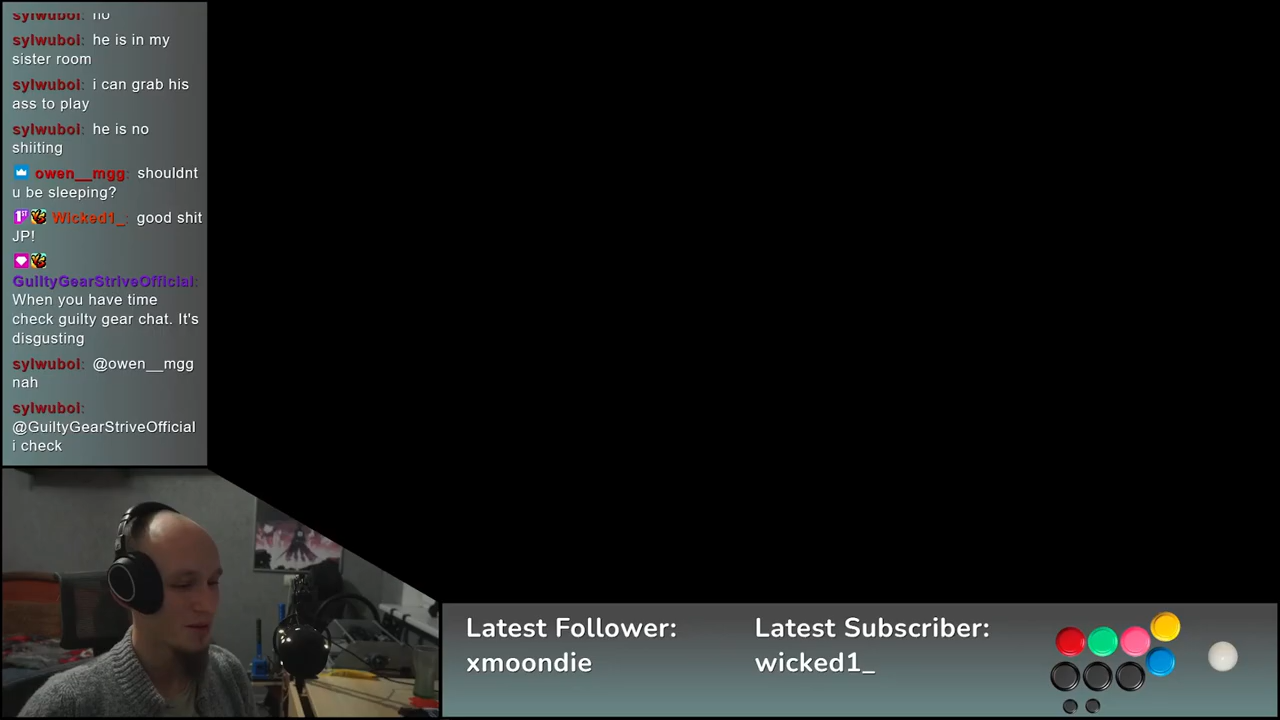 sylwuboi: no
sylwuboi: he is in my
sister room
sylwuboi: i can grab his
ass to play
sylwuboi: he is no
shiiting
owen__mgg: shouldnt
u be sleeping?
1ST Wicked1_: good shit
JP!
GuiltyGearStriveOfficial:
When you have time
check guilty gear chat. It's
disgusting
sylwuboi: @owen__mgg
nah
sylwuboi:
@GuiltyGearStriveOfficial
i check
Latest Follower:
xmoondie
Latest Subscriber:
wicked1_